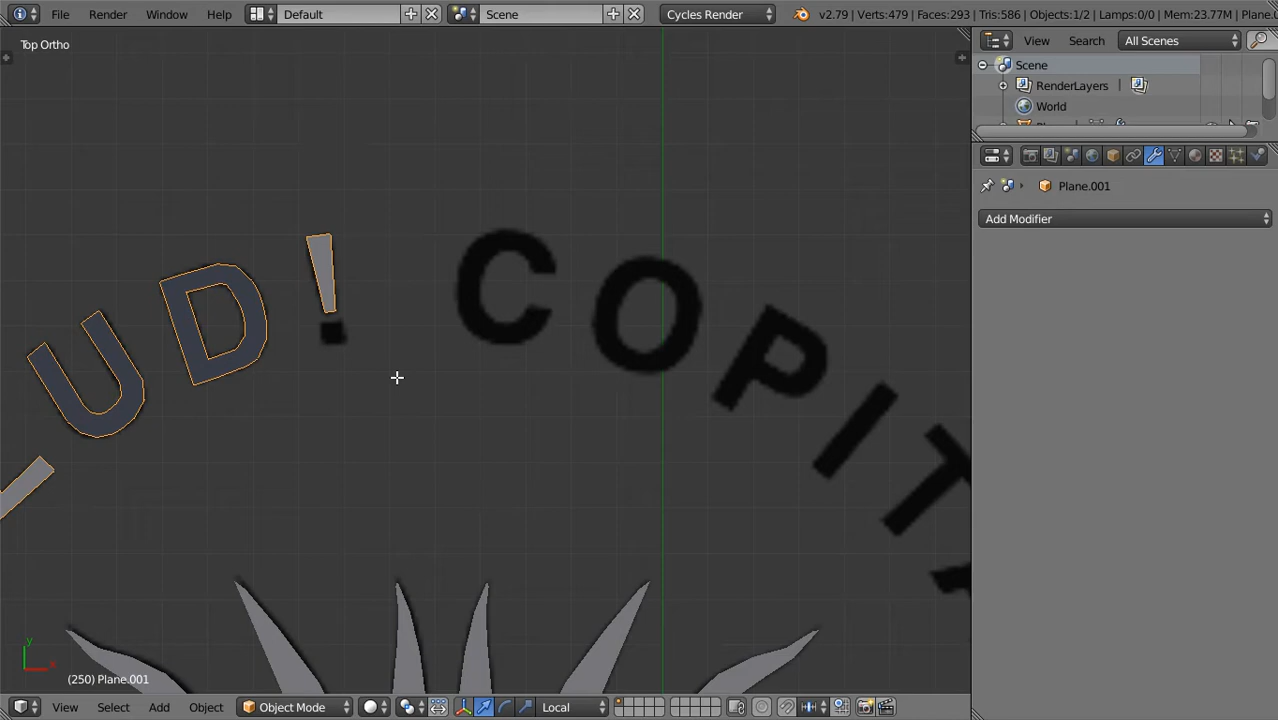 File Render Window Help Default Scene Cycles Render v2.79 | Verts:479 | Faces:293 | Tris:586 | Objects:1/2 | Lamps:0/0 | Mem:23.77M | Plane.0
Top Ortho
View Search All Scenes
Scene
RenderLayers
World
Plane.001
Add Modifier
UD! COPIT
y
x
(250) Plane.001
View Select Add Object Object Mode Local